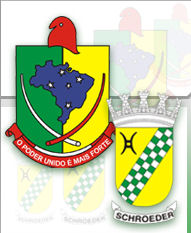 O PODER UNIDO É MAIS FORTE
SCHROEDER